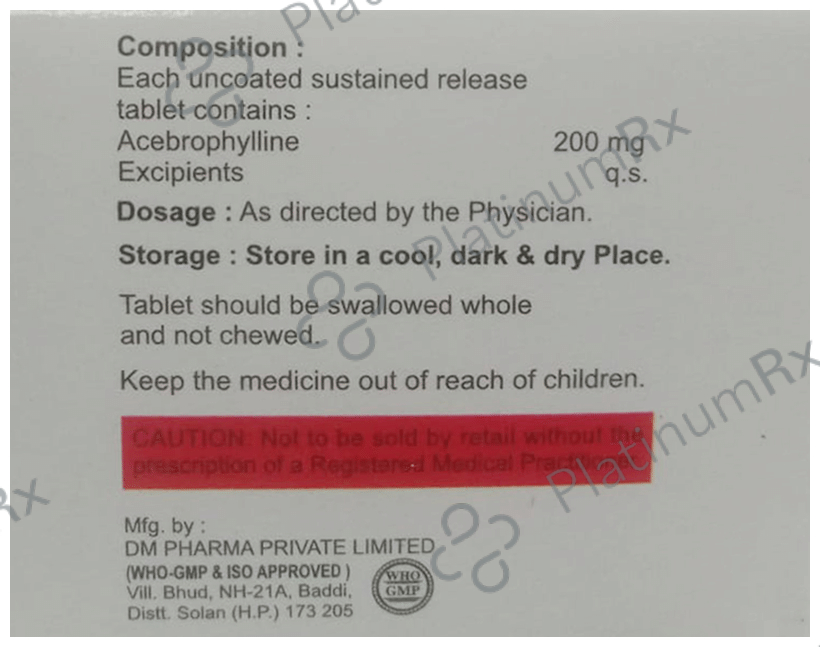 Composition :
Each uncoated sustained release
tablet contains :
Acebrophylline 200 mg
Excipients q.s.
Dosage : As directed by the Physician.
Storage : Store in a cool, dark & dry Place.
Tablet should be swallowed whole
and not chewed.
Keep the medicine out of reach of children.
CAUTION: Not to be sold by retail without the
prescription of a Registered Medical Practitioner.
Mfg. by :
DM PHARMA PRIVATE LIMITED
(WHO-GMP & ISO APPROVED )
Vill. Bhud, NH-21A, Baddi,
Distt. Solan (H.P.) 173 205
WHO
GMP
PlatinumRx
PlatinumRx
Plati
Rx